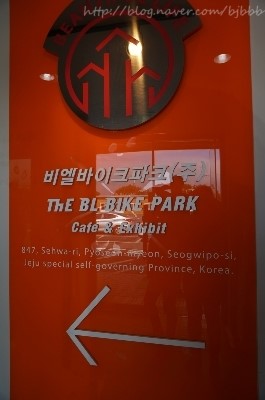 http://blog.naver.com/bjbbb
비엘바이크파크(주)
ThE BL BIKE PARK
Cafe & Exhibit
847, Sehwa-ri, Pyoseon-myeon, Seogwipo-si,
Jeju special self-governing Province, Korea.